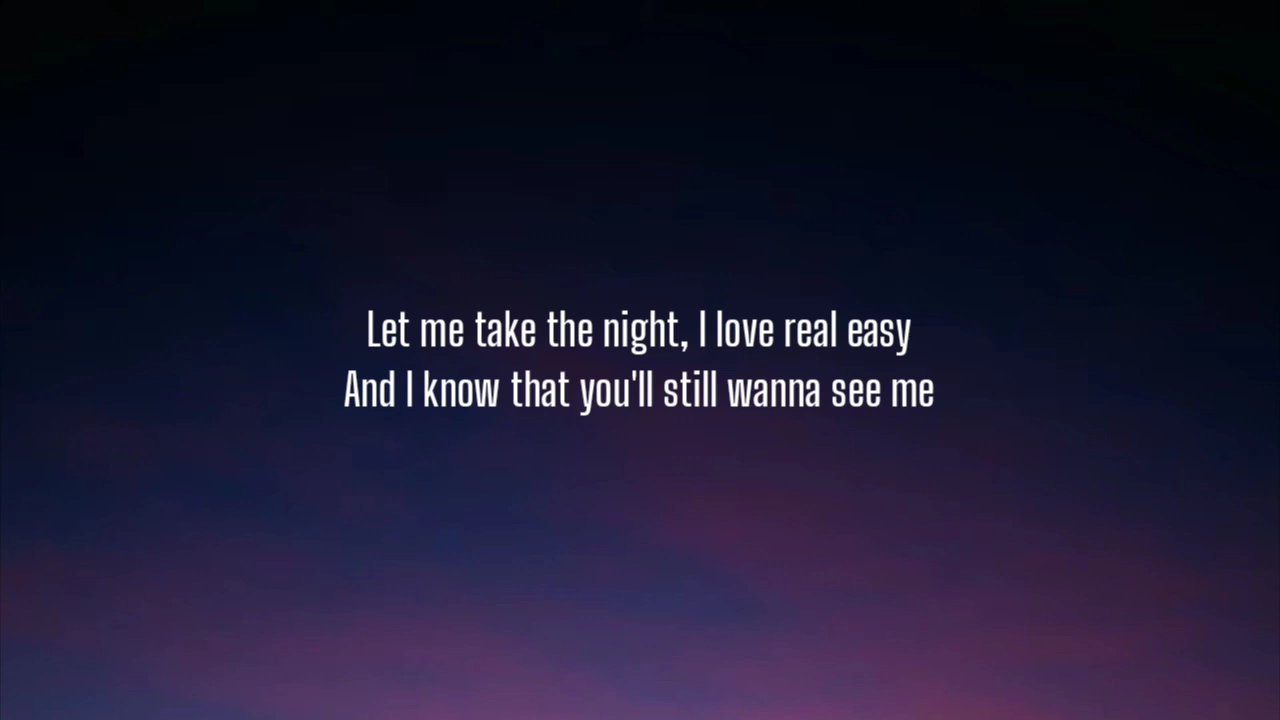 Let me take the night, I love real easy
And I know that you'll still wanna see me